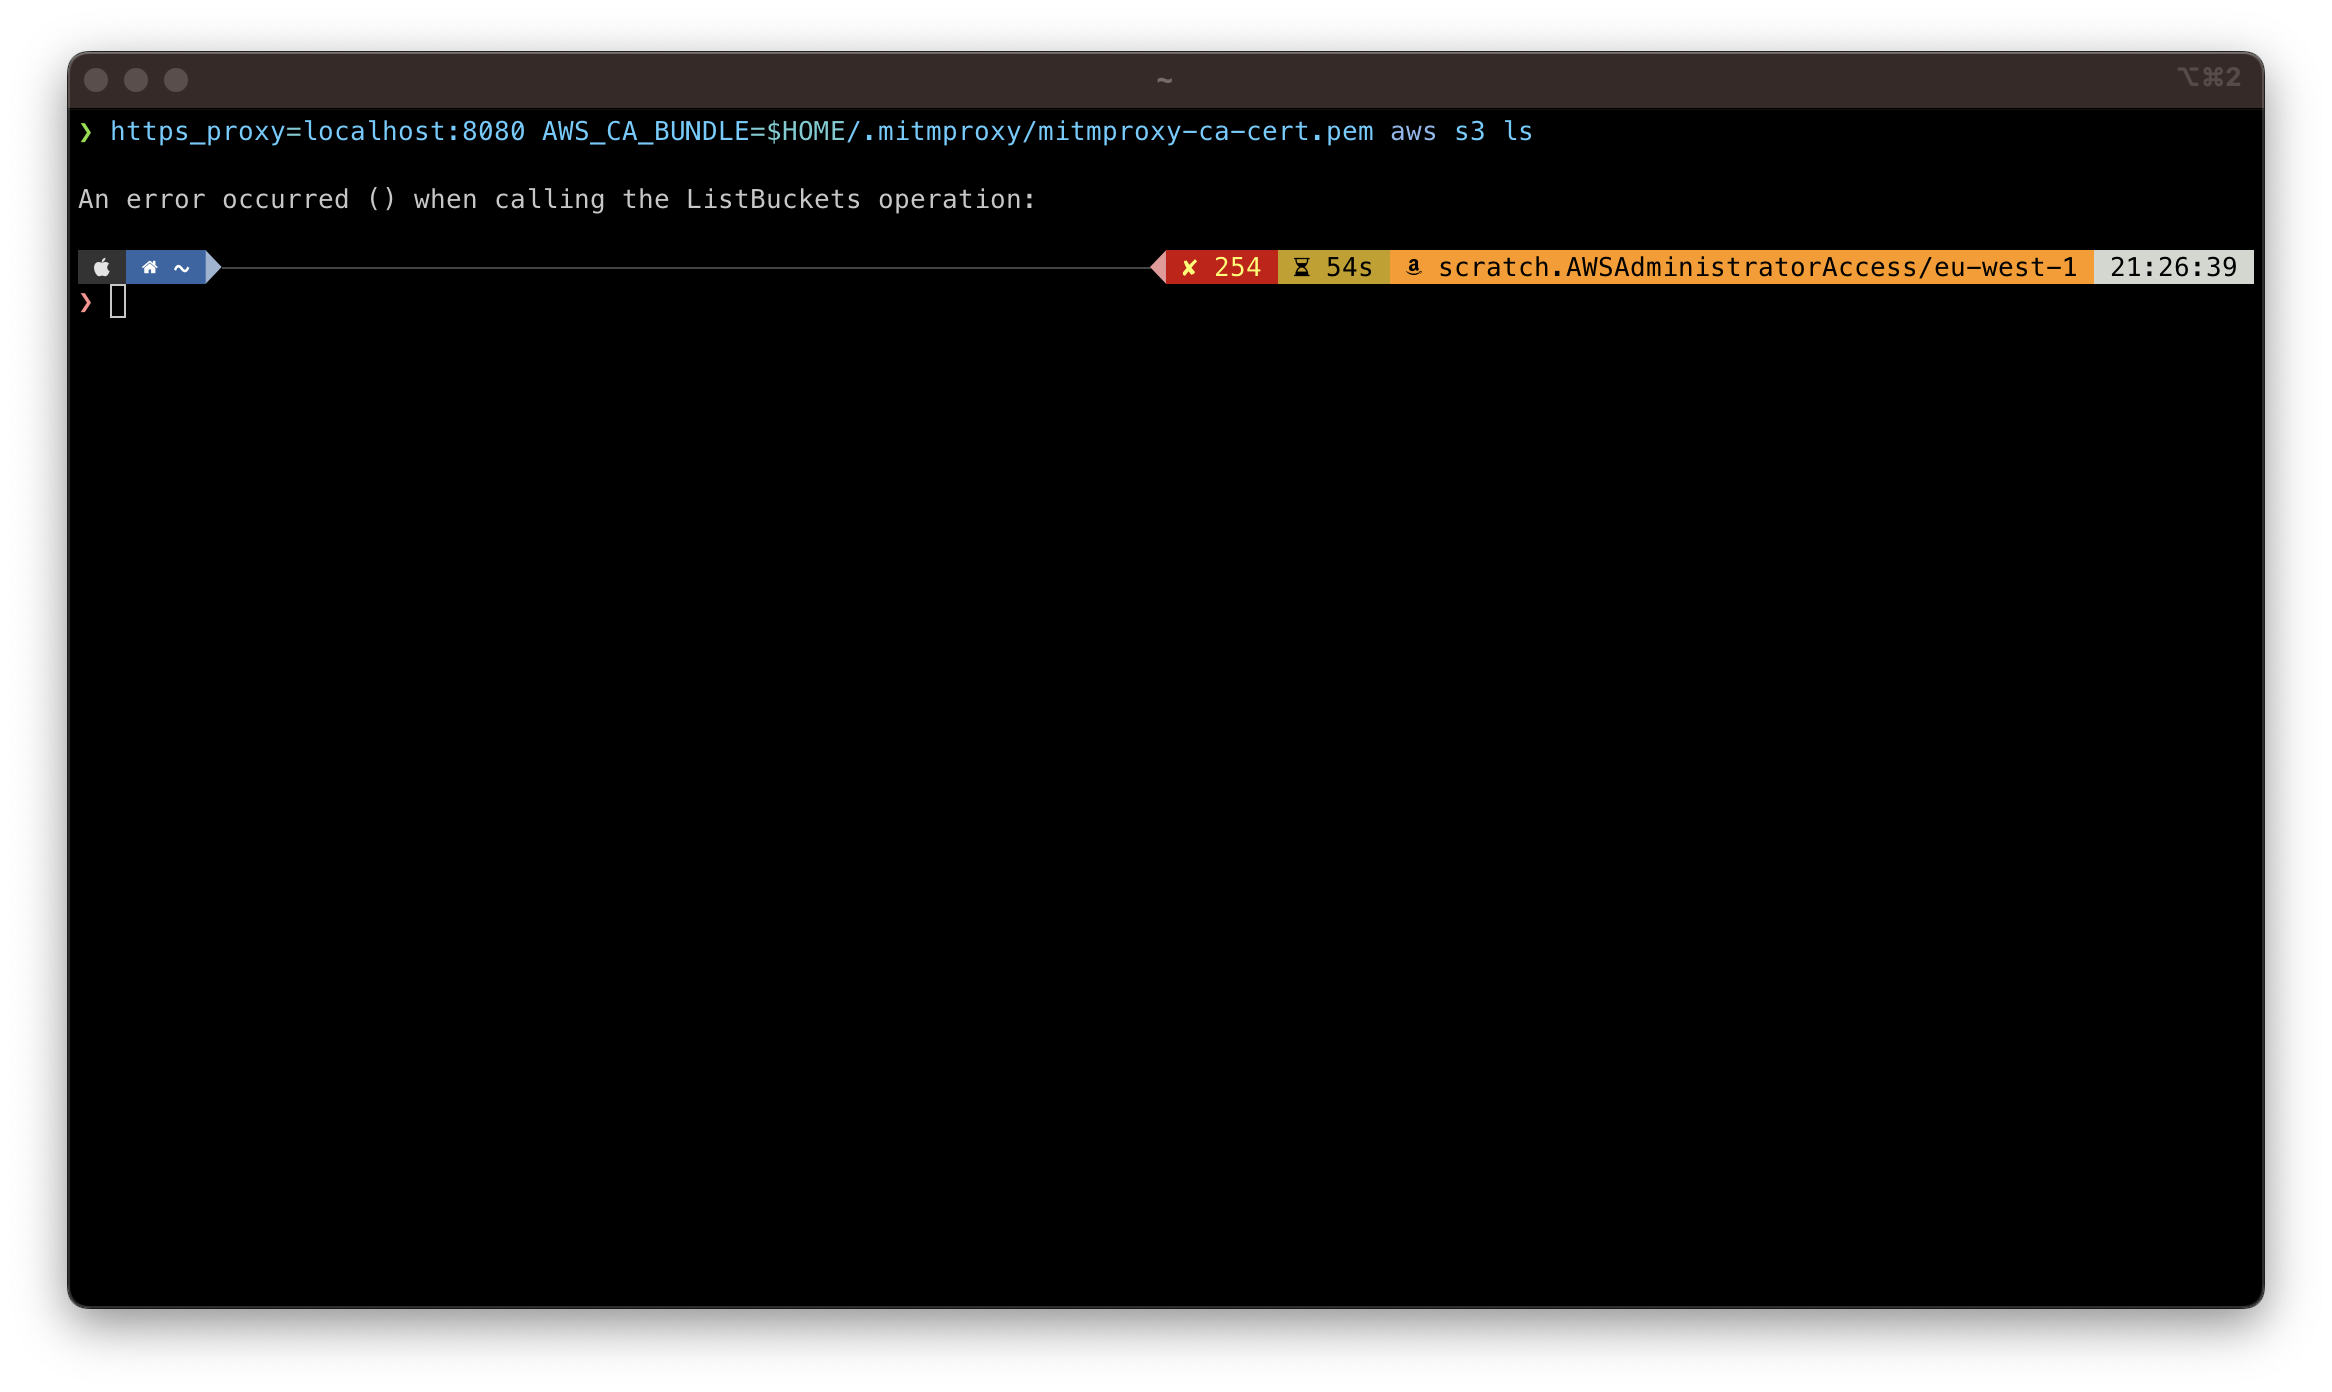 ~
⌥⌘2
❯ https_proxy=localhost:8080 AWS_CA_BUNDLE=$HOME/.mitmproxy/mitmproxy-ca-cert.pem aws s3 ls
An error occurred () when calling the ListBuckets operation:
~ ✘ 254 54s a scratch.AWSAdministratorAccess/eu-west-1 21:26:39
❯